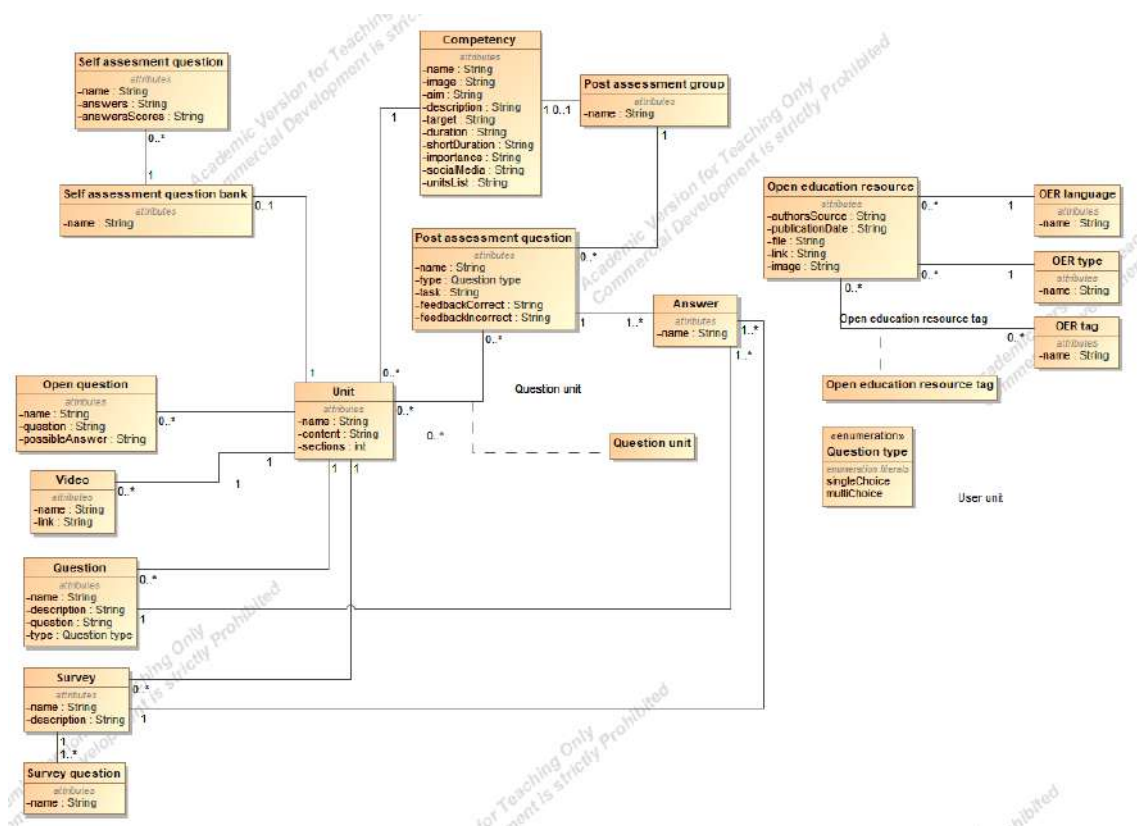 Self assesment question
attributes
-name : String
-answers : String
-answersScores : String
0..*
1
Self assessment question bank
attributes
-name : String
0..1
Competency
attributes
-name : String
-image : String
-aim : String
-description : String
-target : String
-duration : String
-shortDuration : String
-importance : String
-socialMedia : String
-unitsList : String
1
1 0..1
Post assessment group
attributes
-name : String
1
Post assessment question
attributes
-name : String
-type : Question type
-task : String
-feedbackCorrect : String
-feedbackIncorrect : String
0..*
1
0..*
1..*
Answer
attributes
-name : String
1..*
1..*
Open education resource
attributes
-authorsSource : String
-publicationDate : String
-file : String
-link : String
-image : String
0..*
1
0..*
1
0..*
0..*
OER language
attributes
-name : String
OER type
attributes
-name : String
OER tag
attributes
-name : String
Open education resource tag
Open education resource tag
«enumeration»
Question type
enumeration literals
singleChoice
multiChoice
User unit
Open question
attributes
-name : String
-question : String
-possibleAnswer : String
0..*
1
0..*
Unit
attributes
-name : String
-content : String
-sections : int
0..*
0..*
1
1
1
1
Question unit
Question unit
Video
attributes
-name : String
-link : String
0..*
Question
attributes
-name : String
-description : String
-question : String
-type : Question type
0..*
1
Survey
attributes
-name : String
-description : String
0..*
1
1
1..*
Survey question
attributes
-name : String
Academic Version for Teaching Only
Commercial Development is strictly Prohibited